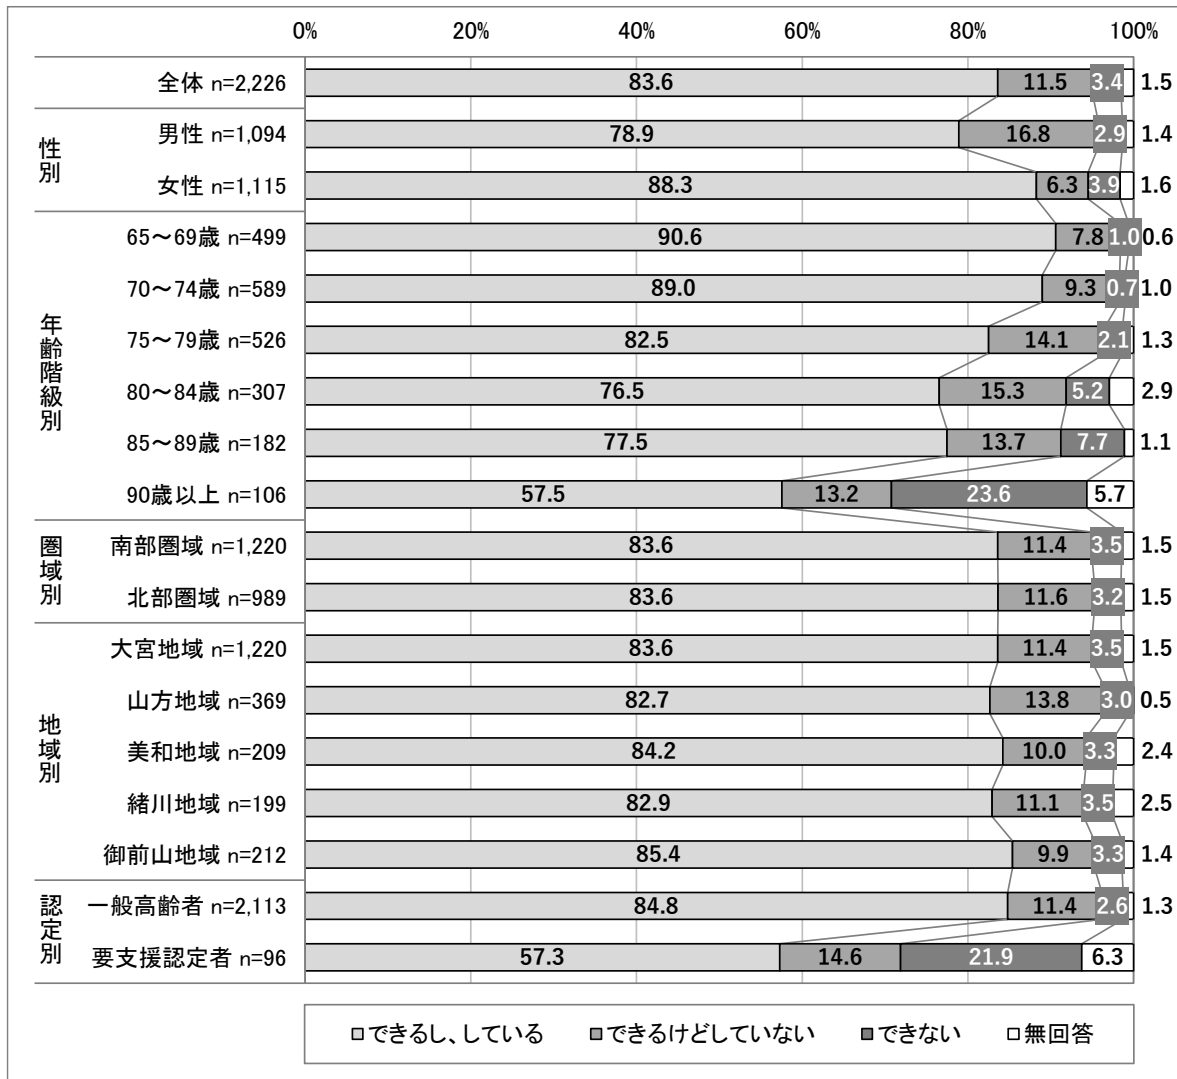 0% 20% 40% 60% 80% 100%
全体 n=2,226 83.6 11.5 3.4 1.5
性別
男性 n=1,094 78.9 16.8 2.9 1.4
女性 n=1,115 88.3 6.3 3.9 1.6
年齢階級別
65～69歳 n=499 90.6 7.8 1.0 0.6
70～74歳 n=589 89.0 9.3 0.7 1.0
75～79歳 n=526 82.5 14.1 2.1 1.3
80～84歳 n=307 76.5 15.3 5.2 2.9
85～89歳 n=182 77.5 13.7 7.7 1.1
90歳以上 n=106 57.5 13.2 23.6 5.7
圏域別
南部圏域 n=1,220 83.6 11.4 3.5 1.5
北部圏域 n=989 83.6 11.6 3.2 1.5
地域別
大宮地域 n=1,220 83.6 11.4 3.5 1.5
山方地域 n=369 82.7 13.8 3.0 0.5
美和地域 n=209 84.2 10.0 3.3 2.4
緒川地域 n=199 82.9 11.1 3.5 2.5
御前山地域 n=212 85.4 9.9 3.3 1.4
認定別
一般高齢者 n=2,113 84.8 11.4 2.6 1.3
要支援認定者 n=96 57.3 14.6 21.9 6.3
できるし、している できるけどしていない できない 無回答